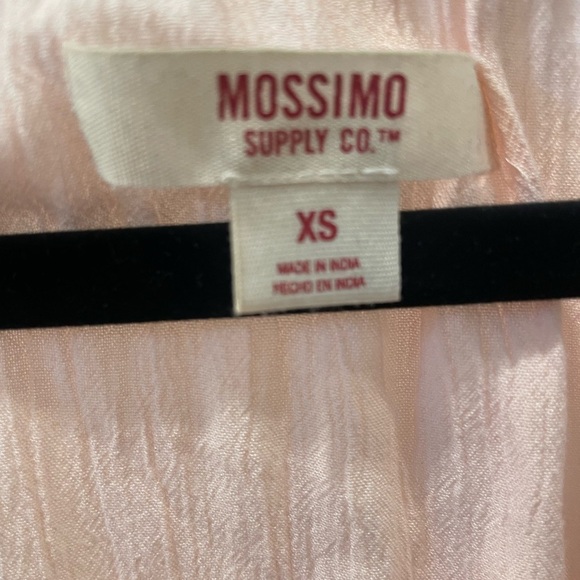 MOSSIMO
SUPPLY CO.™
XS
MADE IN INDIA
HECHO EN INDIA